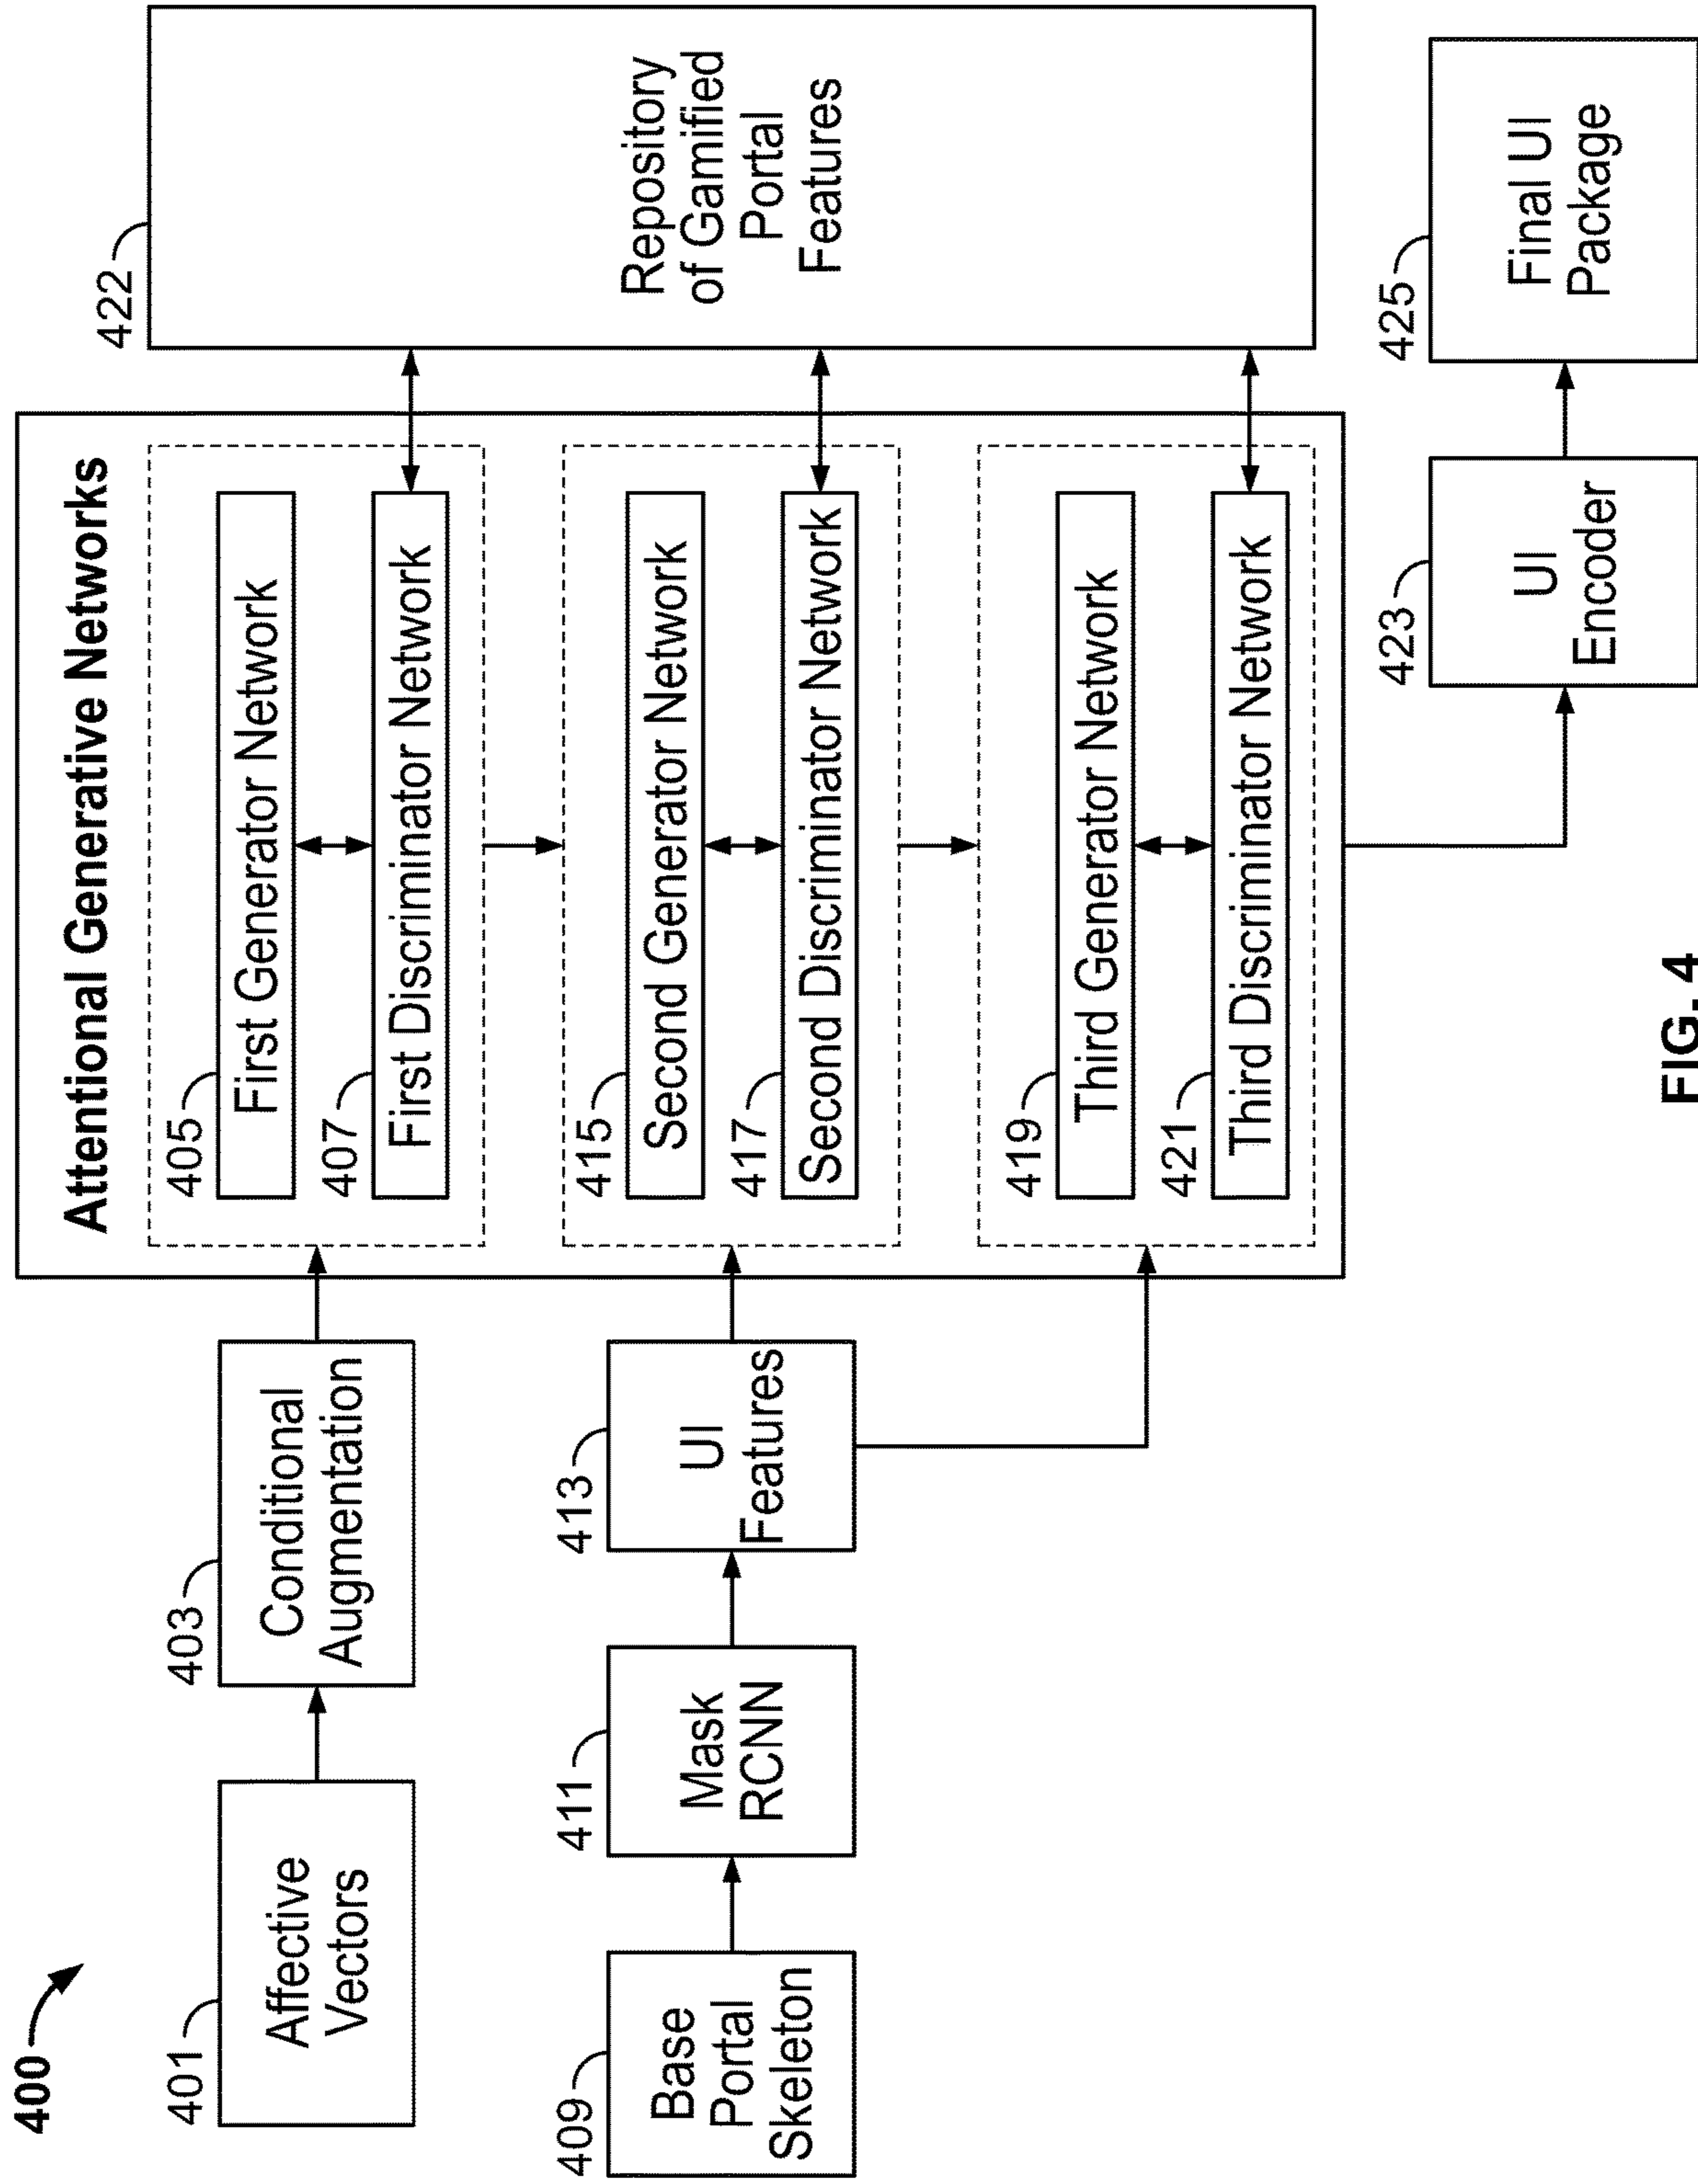 400
401
Affective
Vectors
403
Conditional
Augmentation
409
Base
Portal
Skeleton
411
Mask
RCNN
413
UI
Features
Attentional Generative Networks
405
First Generator Network
407
First Discriminator Network
415
Second Generator Network
417
Second Discriminator Network
419
Third Generator Network
421
Third Discriminator Network
422
Repository
of Gamified
Portal
Features
423
UI
Encoder
425
Final UI
Package
FIG. 4